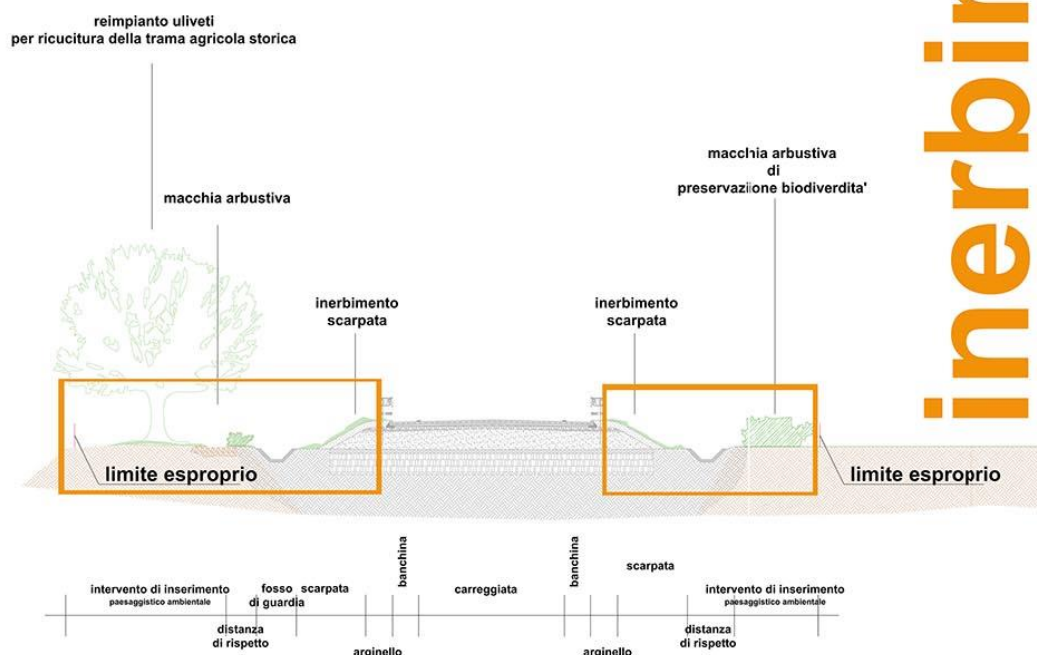 reimpianto uliveti
per ricucitura della trama agricola storica
macchia arbustiva
inerbimento
scarpata
inerbimento
scarpata
macchia arbustiva
di
preservazione biodiverdita'
limite esproprio
limite esproprio
intervento di inserimento
paesaggistico ambientale
distanza
di rispetto
fosso
di guardia
scarpata
arginello
banchina
carreggiata
banchina
arginello
scarpata
distanza
di rispetto
intervento di inserimento
paesaggistico ambientale